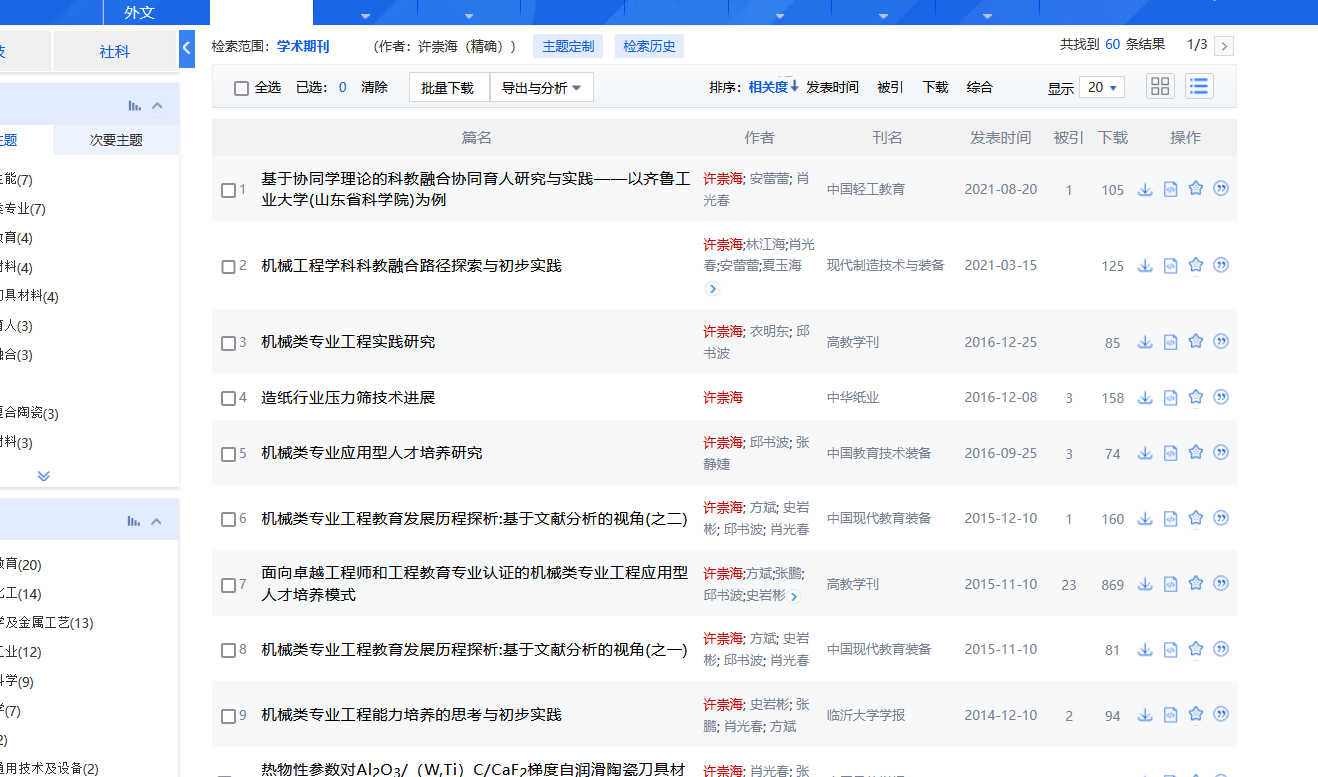 外文
社科
检索范围：学术期刊 （作者：许崇海（精确）） 主题定制 检索历史 共找到 60 条结果 1/3
全选 已选：0 清除 批量下载 导出与分析 排序：相关度 发表时间 被引 下载 综合 显示 20
次要主题
篇名 作者 刊名 发表时间 被引 下载 操作
1 基于协同学理论的科教融合协同育人研究与实践——以齐鲁工
业大学(山东省科学院)为例
许崇海; 安蕾蕾; 肖
光春
中国轻工教育 2021-08-20 1 105
2 机械工程学科科教融合路径探索与初步实践
许崇海;林江海;肖光
春;安蕾蕾;夏玉海
现代制造技术与装备 2021-03-15 125
3 机械类专业工程实践研究
许崇海; 衣明东; 邱
书波
高教学刊 2016-12-25 85
4 造纸行业压力筛技术进展 许崇海 中华纸业 2016-12-08 3 158
5 机械类专业应用型人才培养研究
许崇海; 邱书波; 张
静婕
中国教育技术装备 2016-09-25 3 74
6 机械类专业工程教育发展历程探析:基于文献分析的视角(之二)
许崇海; 方斌; 史岩
彬; 邱书波; 肖光春
中国现代教育装备 2015-12-10 1 160
7 面向卓越工程师和工程教育专业认证的机械类专业工程应用型
人才培养模式
许崇海;方斌;张鹏;
邱书波;史岩彬
高教学刊 2015-11-10 23 869
8 机械类专业工程教育发展历程探析:基于文献分析的视角(之一)
许崇海; 方斌; 史岩
彬; 邱书波; 肖光春
中国现代教育装备 2015-11-10 81
9 机械类专业工程能力培养的思考与初步实践
许崇海; 史岩彬; 张
鹏; 肖光春; 方斌
临沂大学学报 2014-12-10 2 94
热物性参数对Al₂O₃/（W,Ti）C/CaF₂梯度自润滑陶瓷刀具材
许崇海; 肖光春; 张
题
能(7)
专业(7)
育(4)
料(4)
具材料(4)
人(3)
合(3)
合陶瓷(3)
料(3)
育(20)
工(14)
及金属工艺(13)
业(12)
学(9)
(7)
2)
用技术及设备(2)